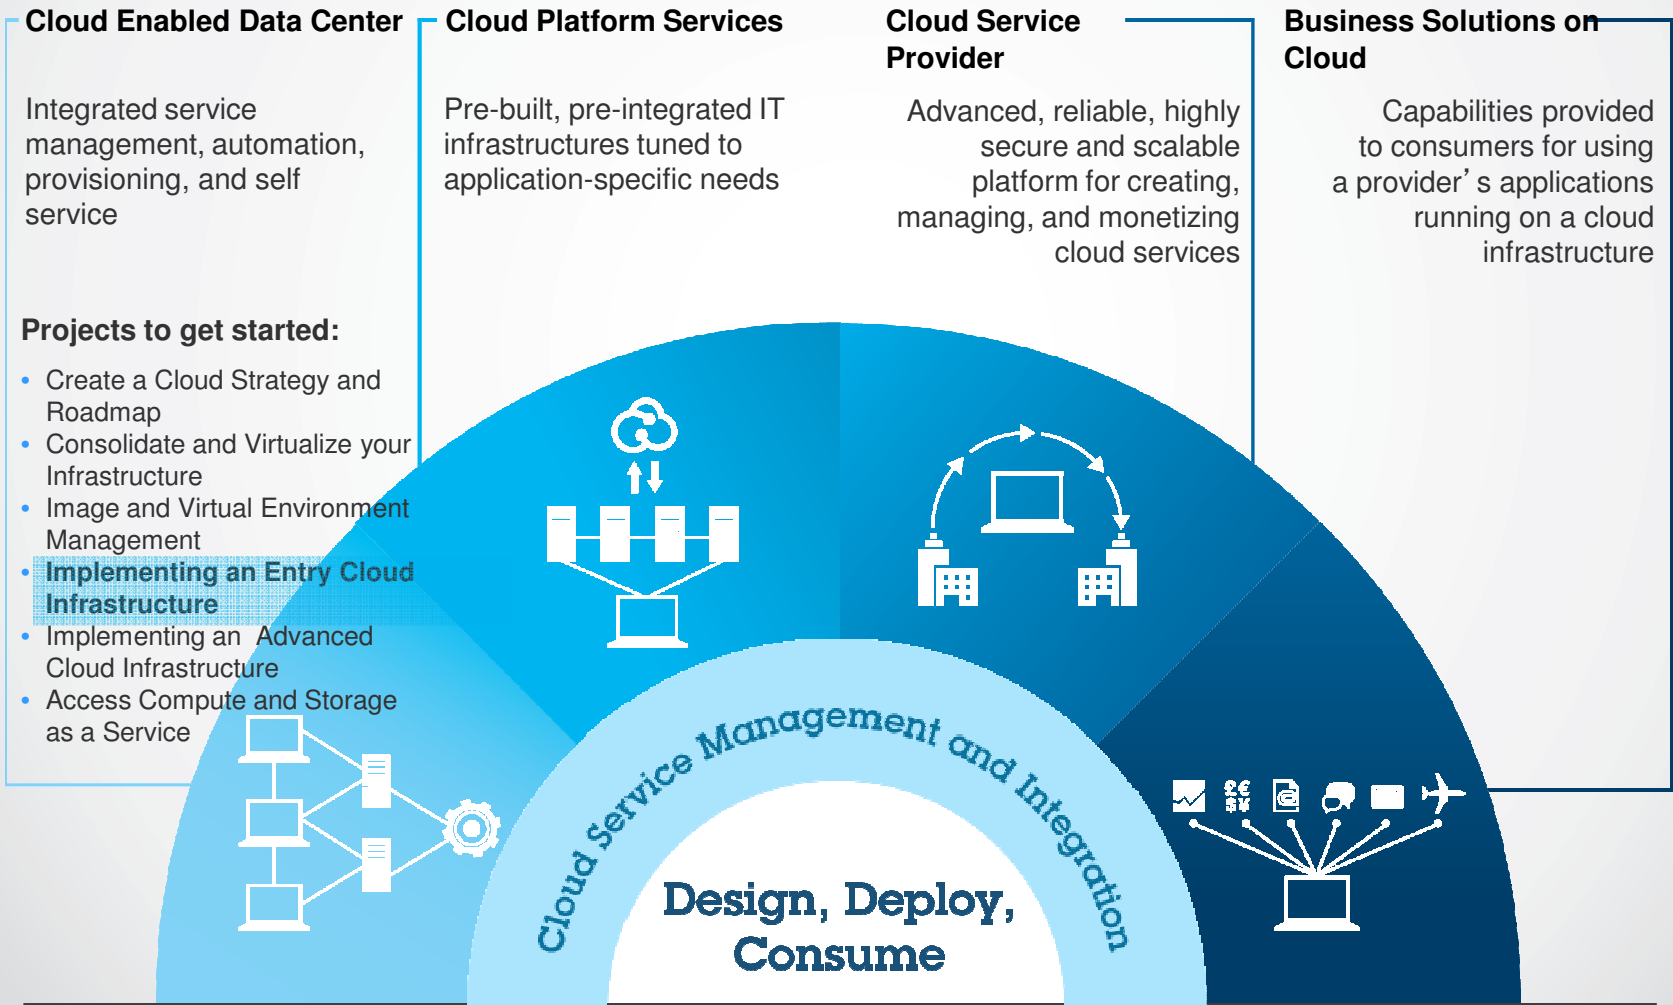 Cloud Enabled Data Center
Integrated service
management, automation,
provisioning, and self
service
Cloud Platform Services
Pre-built, pre-integrated IT
infrastructures tuned to
application-specific needs
Cloud Service
Provider
Advanced, reliable, highly
secure and scalable
platform for creating,
managing, and monetizing
cloud services
Business Solutions on
Cloud
Capabilities provided
to consumers for using
a provider’s applications
running on a cloud
infrastructure
Projects to get started:
• Create a Cloud Strategy and
Roadmap
• Consolidate and Virtualize your
Infrastructure
• Image and Virtual Environment
Management
• Implementing an Entry Cloud
Infrastructure
• Implementing an Advanced
Cloud Infrastructure
• Access Compute and Storage
as a Service
Cloud Service Management and Integration
Design, Deploy,
Consume